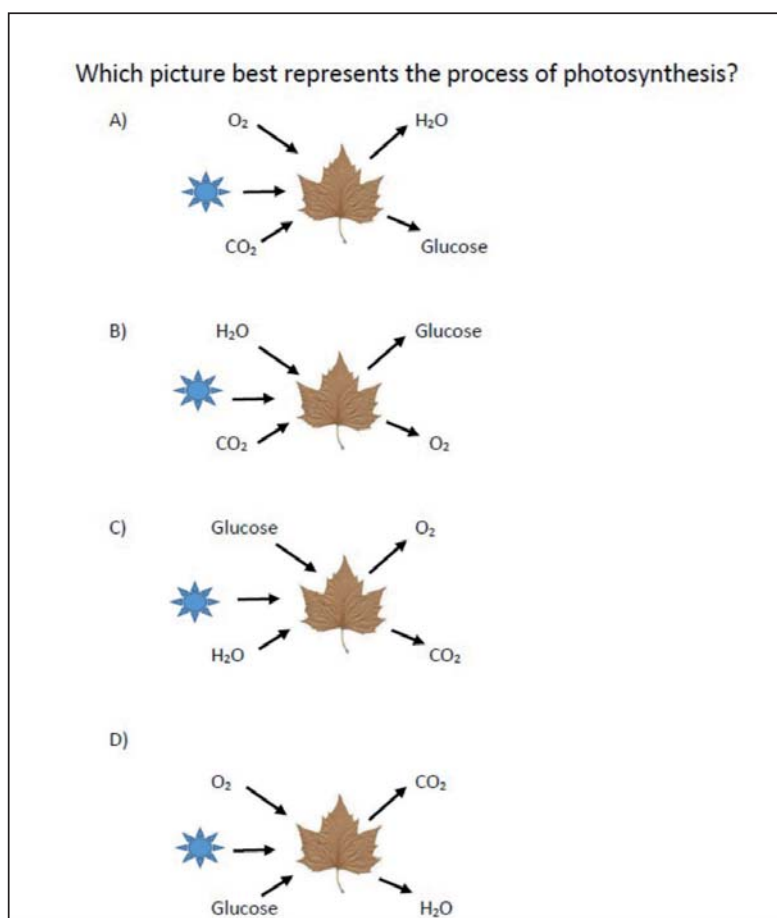 Which picture best represents the process of photosynthesis?
A)
O₂
H₂O
CO₂
Glucose
B)
H₂O
Glucose
CO₂
O₂
C)
Glucose
O₂
H₂O
CO₂
D)
O₂
CO₂
Glucose
H₂O